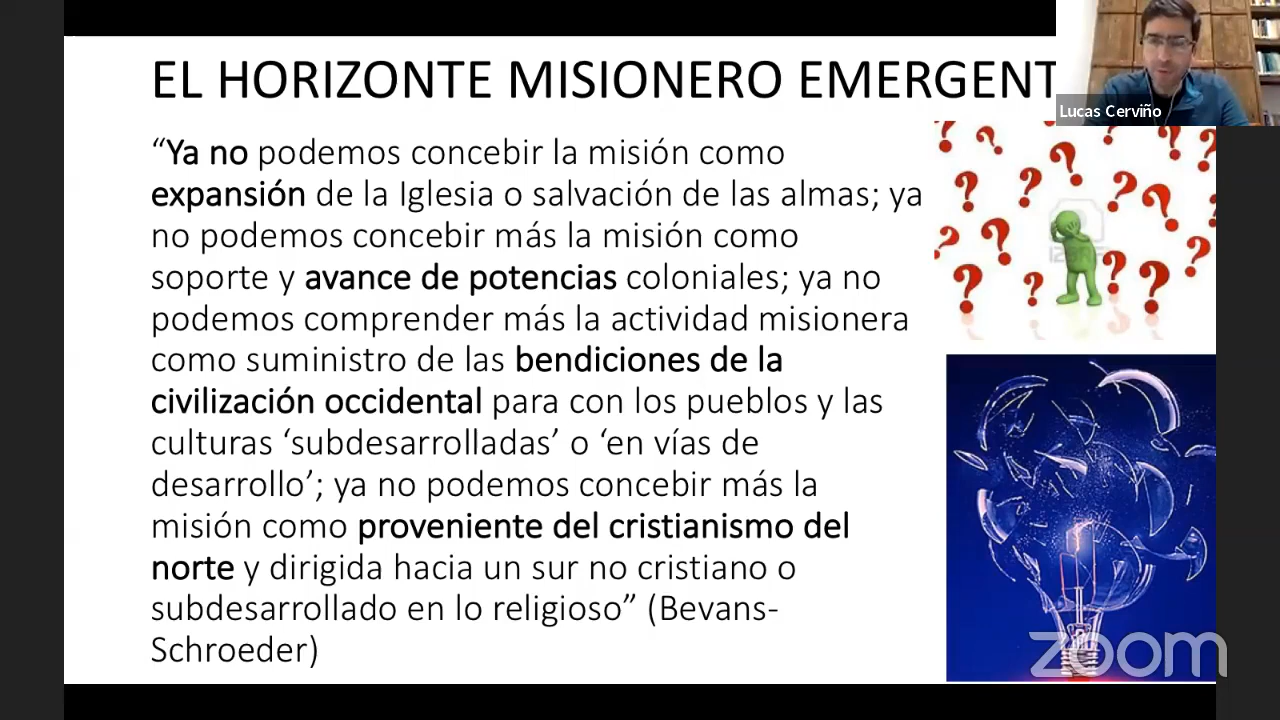 EL HORIZONTE MISIONERO EMERGENT
Lucas Cerviño
“Ya no podemos concebir la misión como
expansión de la Iglesia o salvación de las almas; ya
no podemos concebir más la misión como
soporte y avance de potencias coloniales; ya no
podemos comprender más la actividad misionera
como suministro de las bendiciones de la
civilización occidental para con los pueblos y las
culturas ‘subdesarrolladas’ o ‘en vías de
desarrollo’; ya no podemos concebir más la
misión como proveniente del cristianismo del
norte y dirigida hacia un sur no cristiano o
subdesarrollado en lo religioso” (Bevans-
Schroeder)
zoom